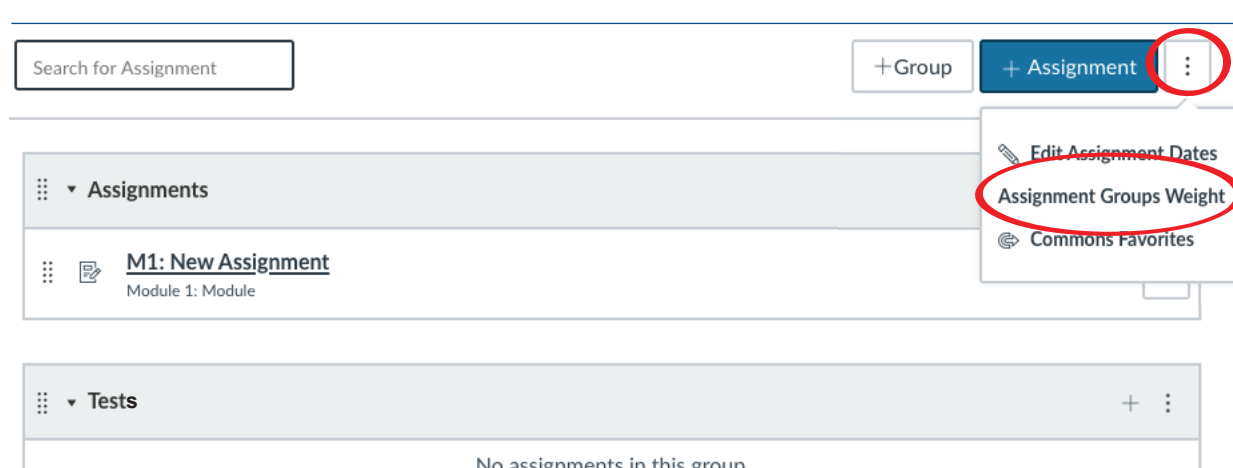 Search for Assignment
+Group
+ Assignment
Edit Assignment Dates
Assignment Groups Weight
Commons Favorites
Assignments
M1: New Assignment
Module 1: Module
Tests
No assignments in this group